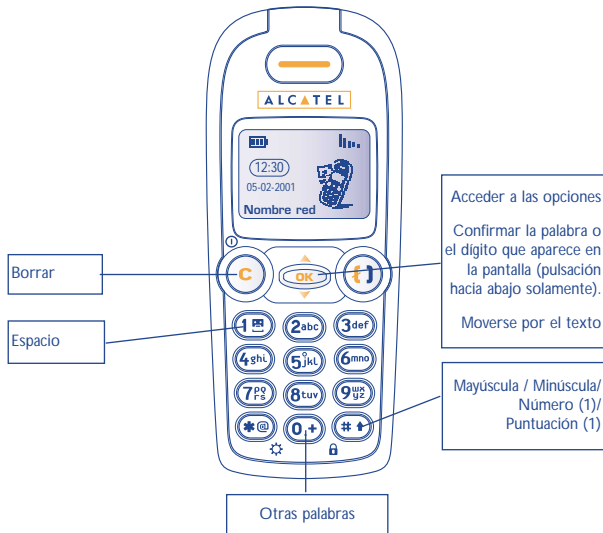 ALCATEL
12:30
05-02-2001
Nombre red
C
OK
Borrar
Espacio
Acceder a las opciones
Confirmar la palabra o
el dígito que aparece en
la pantalla (pulsación
hacia abajo solamente).
Moverse por el texto
1
2abc
3def
4ghi
5jkl
6mno
7pqrs
8tuv
9wxyz
*@
0.+
#
Mayúscula / Minúscula/
Número (1)/
Puntuación (1)
Otras palabras